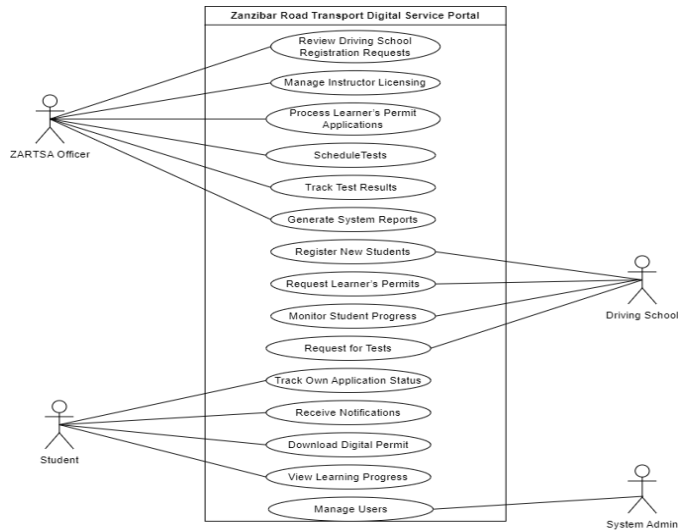 Zanzibar Road Transport Digital Service Portal
Review Driving School
Registration Requests
Manage Instructor Licensing
Process Learner's Permit
Applications
ScheduleTests
Track Test Results
Generate System Reports
ZARTSA Officer
Register New Students
Request Learner's Permits
Monitor Student Progress
Request for Tests
Driving School
Track Own Application Status
Receive Notifications
Download Digital Permit
View Learning Progress
Student
Manage Users
System Admin